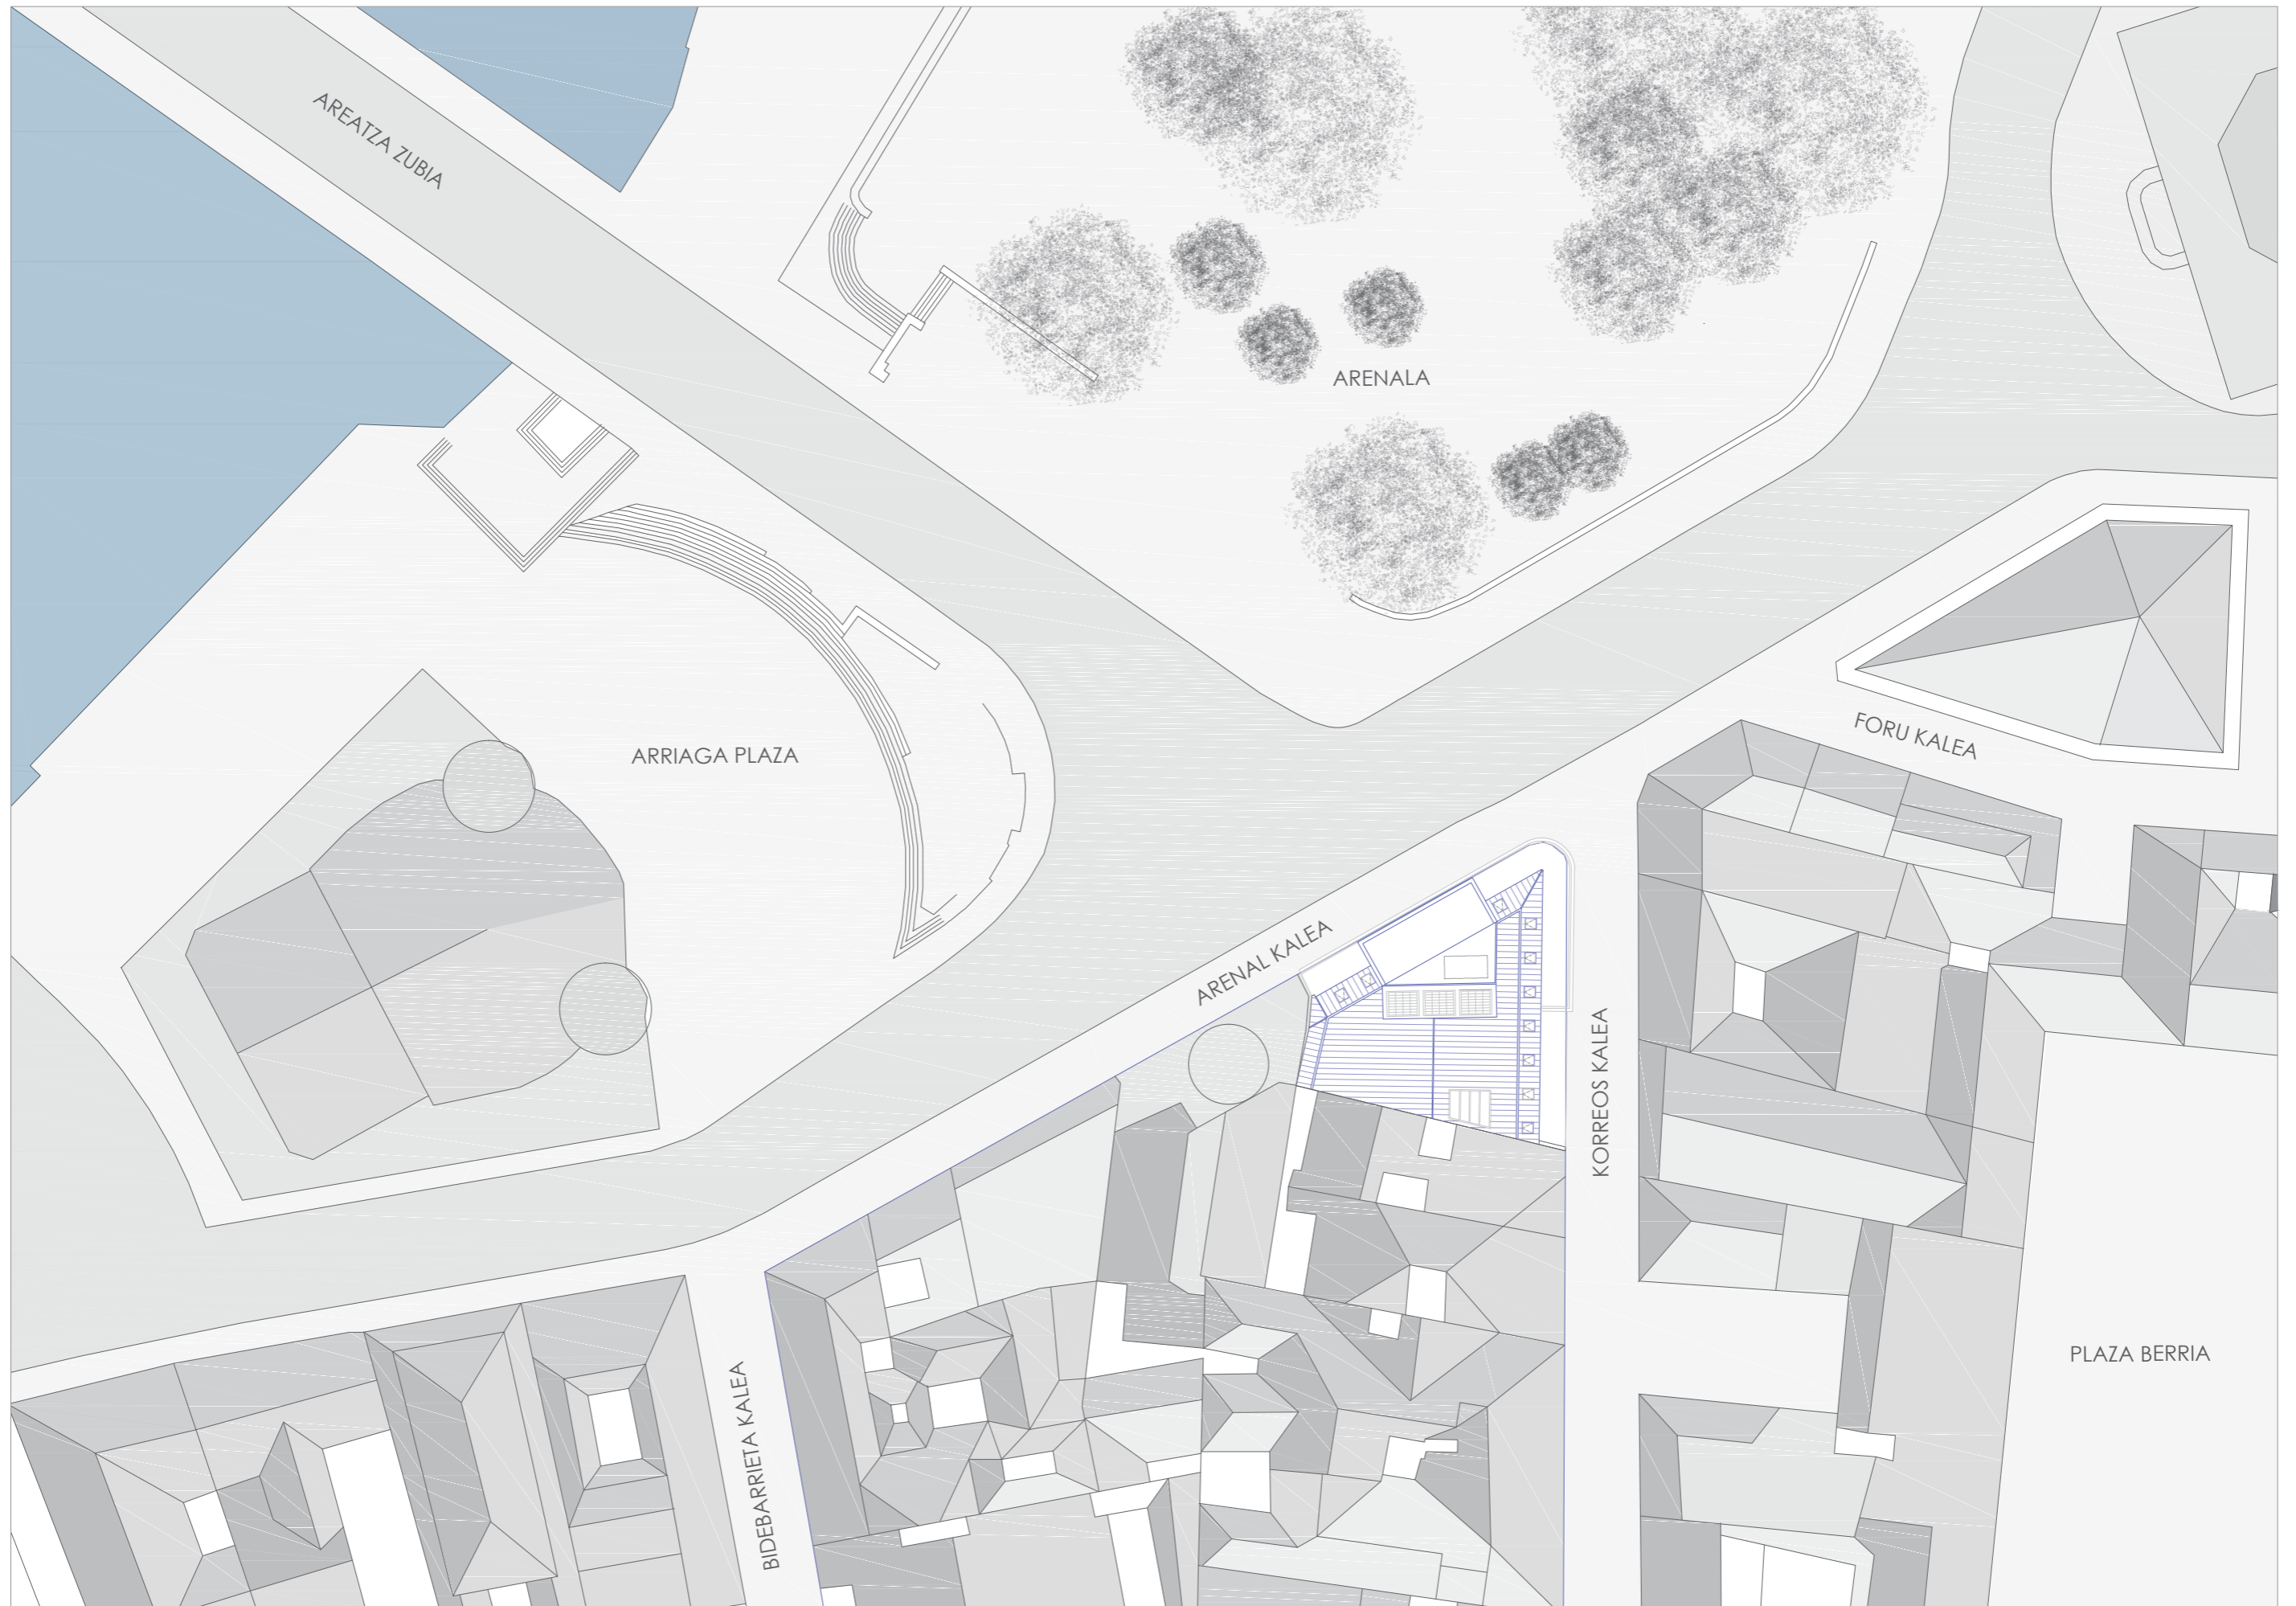 AREATZA ZUBIA
ARENALA
FORU KALEA
ARRIAGA PLAZA
ARENAL KALEA
KORREOS KALEA
PLAZA BERRIA
BIDEBARRIETA KALEA